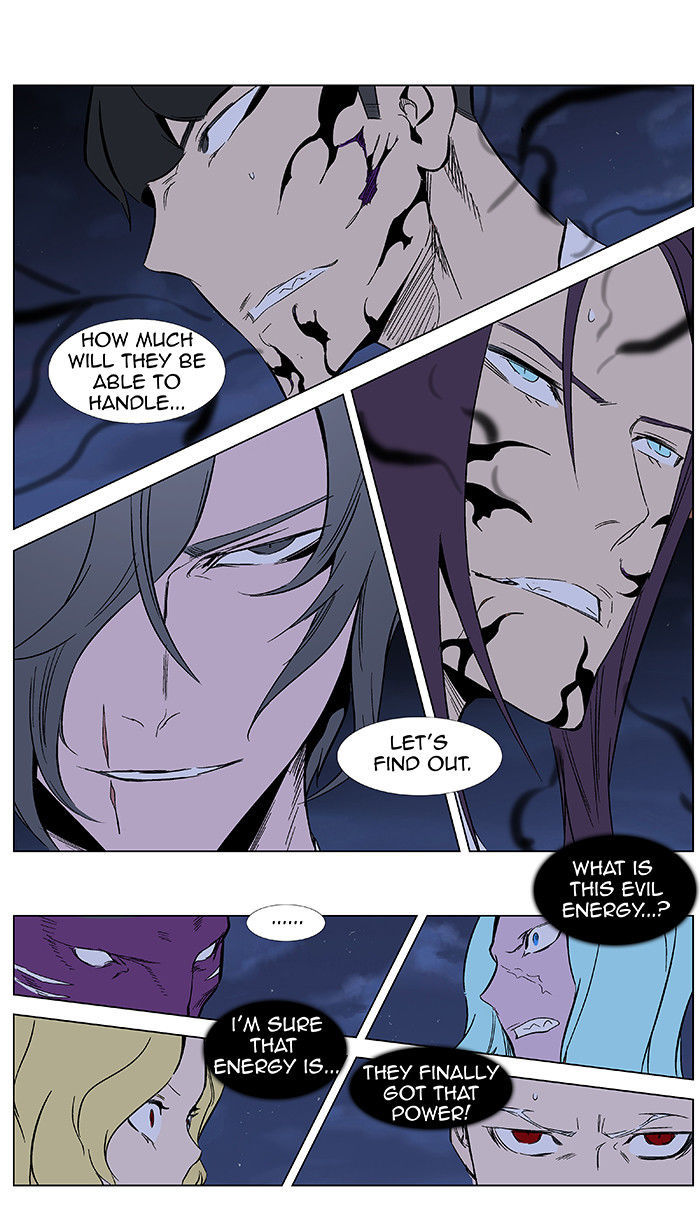 HOW MUCH
WILL THEY BE
ABLE TO
HANDLE...
LET'S
FIND OUT.
WHAT IS
THIS EVIL
ENERGY...?
......
I'M SURE
THAT
ENERGY IS...
THEY FINALLY
GOT THAT
POWER!